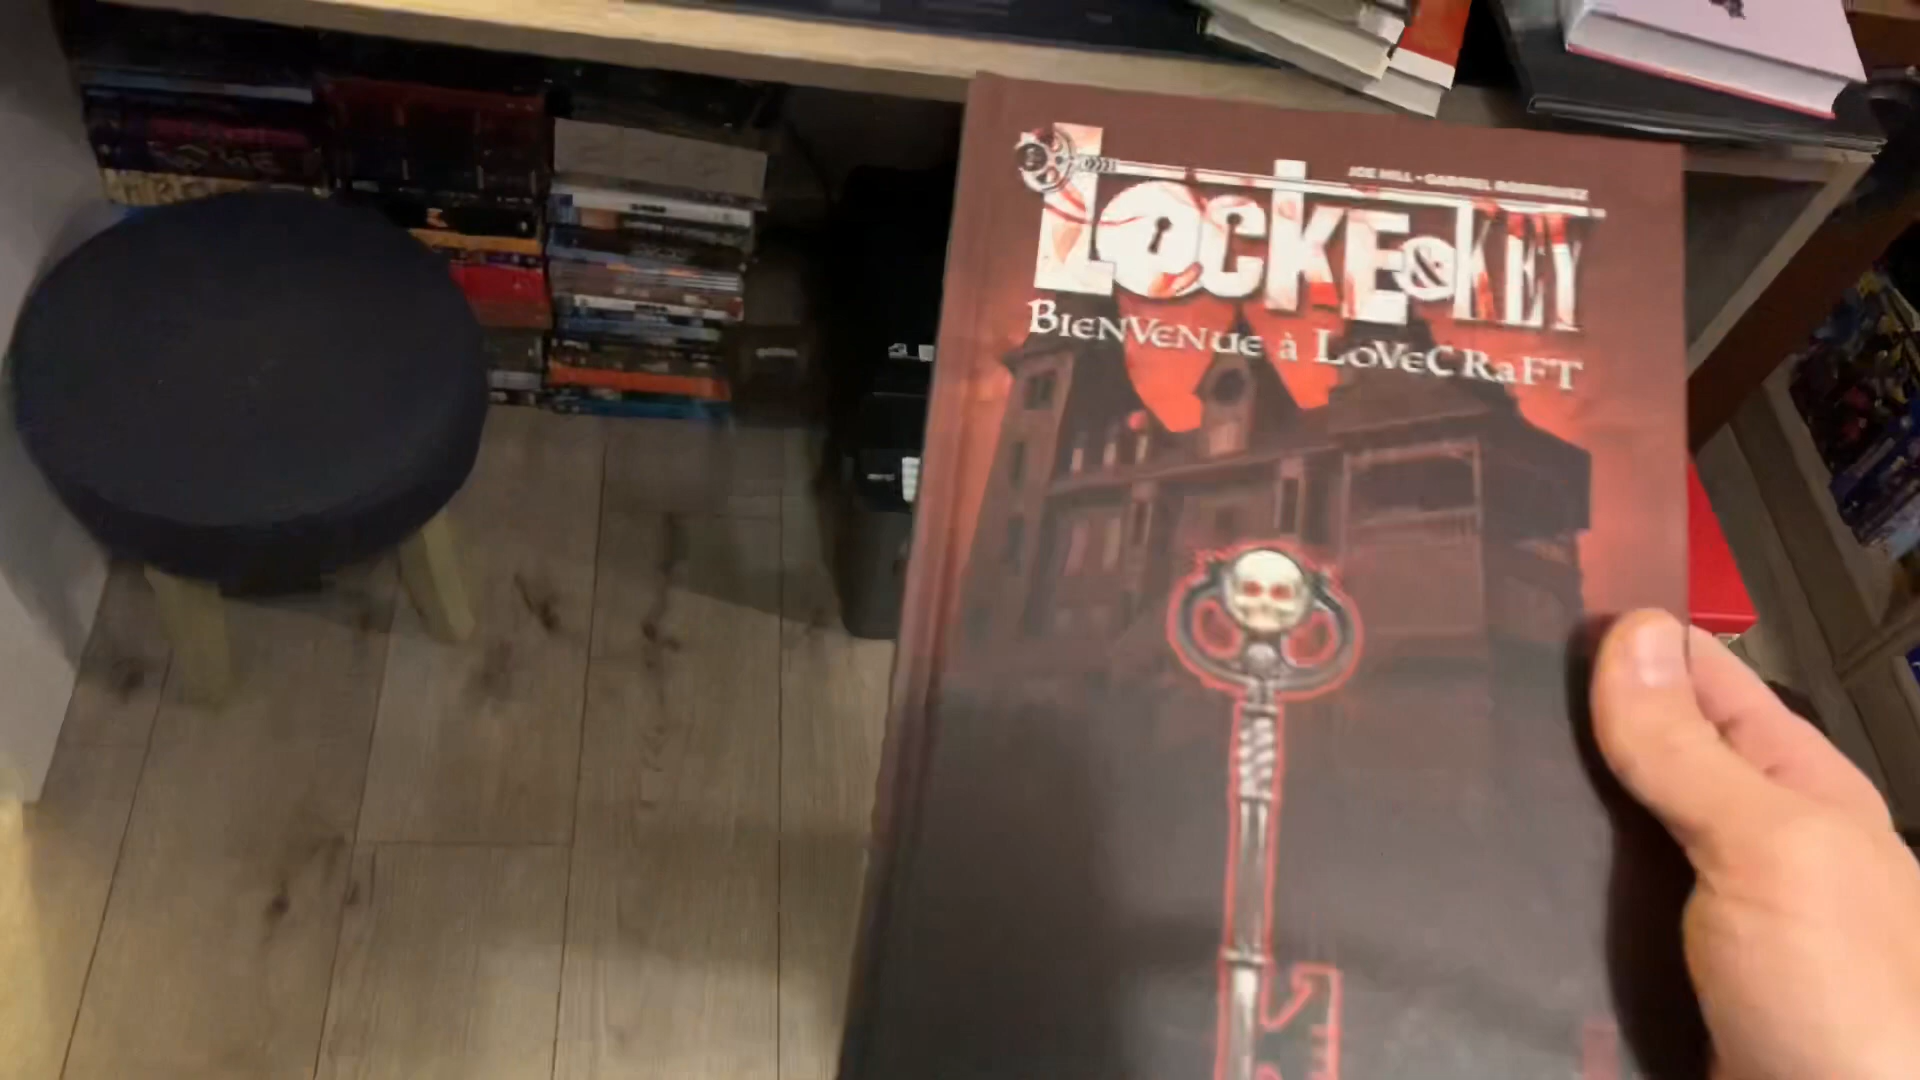 JOE HILL • GABRIEL RODRIGUEZ
LOCKE & KEY
BIENVENUE à LOVECRaFT